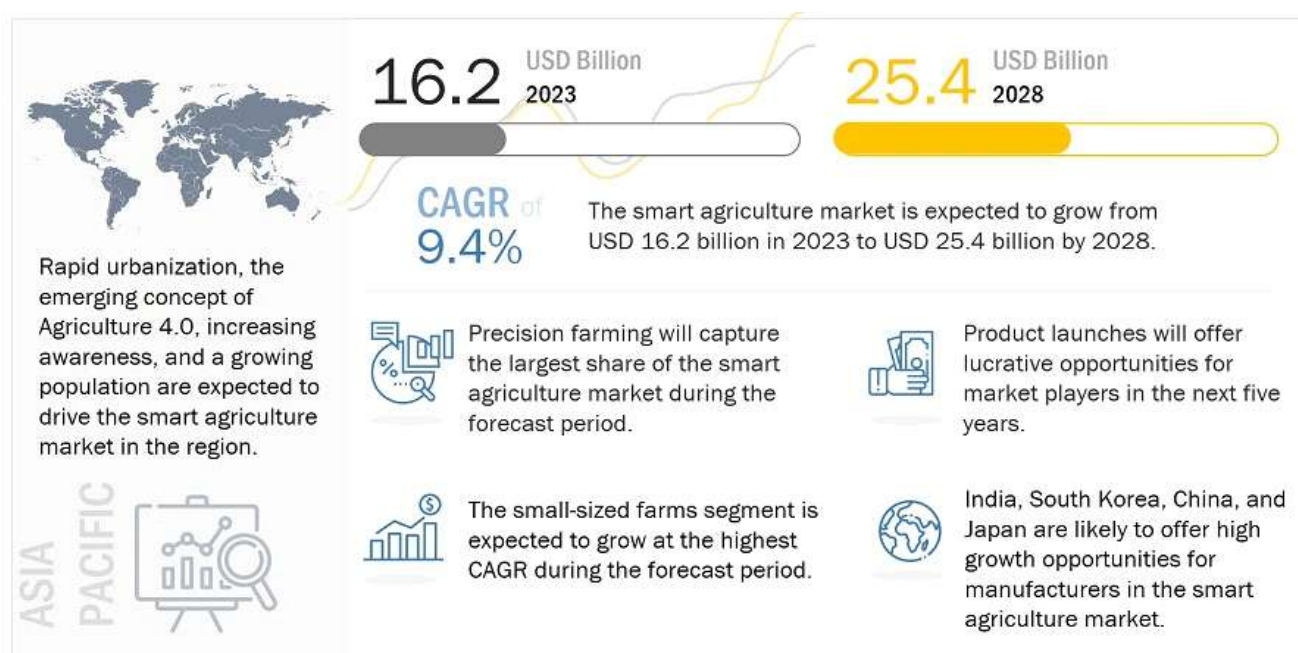 16.2
USD Billion
2023
25.4
USD Billion
2028
CAGR of
9.4%
The smart agriculture market is expected to grow from
USD 16.2 billion in 2023 to USD 25.4 billion by 2028.
Rapid urbanization, the
emerging concept of
Agriculture 4.0, increasing
awareness, and a growing
population are expected to
drive the smart agriculture
market in the region.
ASIA
PACIFIC
Precision farming will capture
the largest share of the smart
agriculture market during the
forecast period.
Product launches will offer
lucrative opportunities for
market players in the next five
years.
The small-sized farms segment is
expected to grow at the highest
CAGR during the forecast period.
India, South Korea, China, and
Japan are likely to offer high
growth opportunities for
manufacturers in the smart
agriculture market.